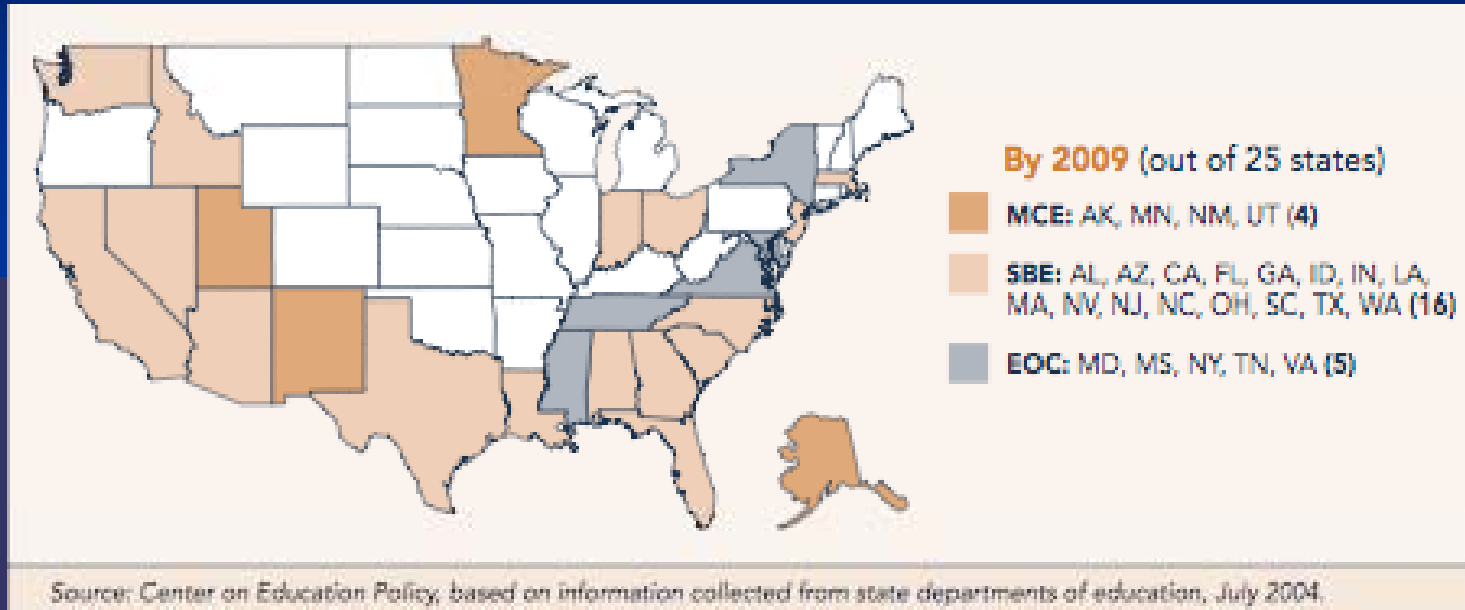 By 2009 (out of 25 states)
MCE: AK, MN, NM, UT (4)
SBE: AL, AZ, CA, FL, GA, ID, IN, LA,
MA, NV, NJ, NC, OH, SC, TX, WA (16)
EOC: MD, MS, NY, TN, VA (5)
Source: Center on Education Policy, based on information collected from state departments of education, July 2004.